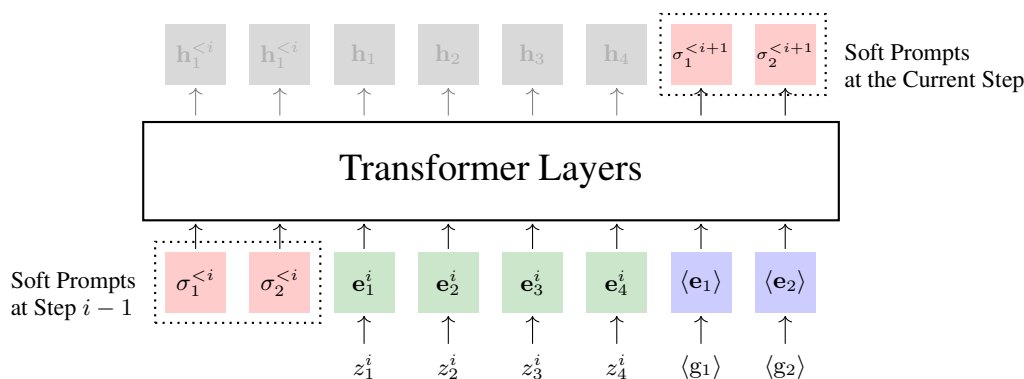 h₁^{<i} h₁^{<i} h₁ h₂ h₃ h₄ σ₁^{<i+1} σ₂^{<i+1}
Soft Prompts
at the Current Step
Transformer Layers
Soft Prompts
at Step i − 1
σ₁^{<i} σ₂^{<i} e₁^i e₂^i e₃^i e₄^i ⟨e₁⟩ ⟨e₂⟩
z₁^i z₂^i z₃^i z₄^i ⟨g₁⟩ ⟨g₂⟩